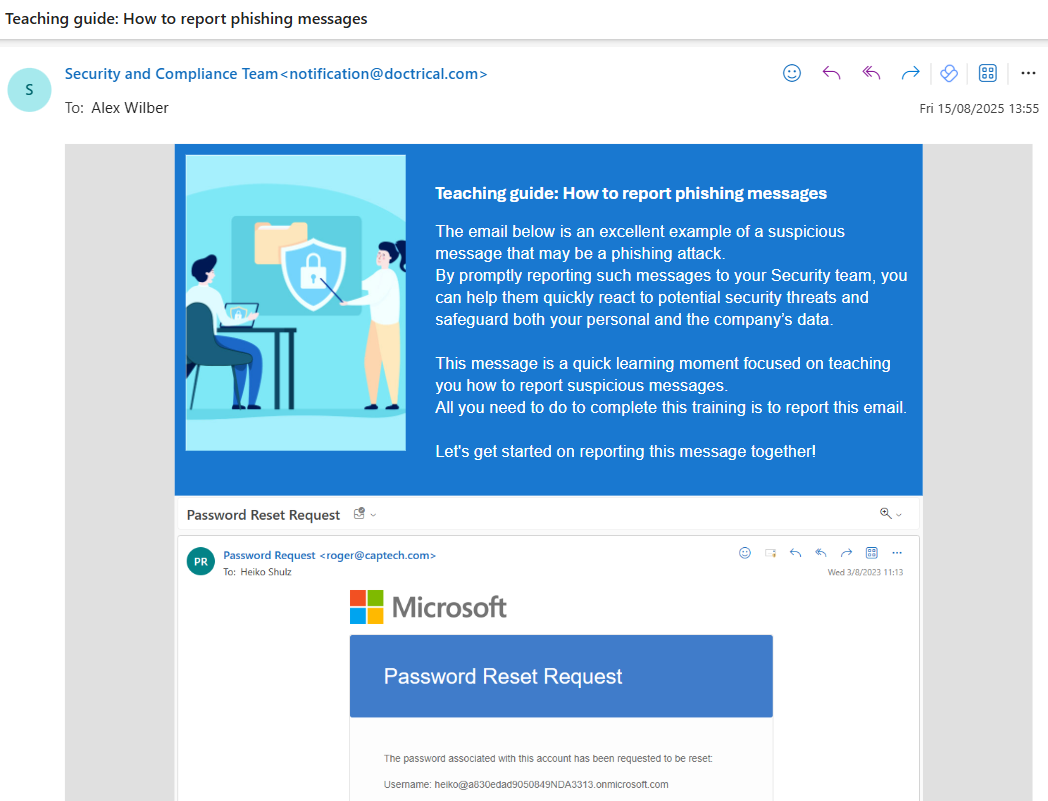 Teaching guide: How to report phishing messages
S
Security and Compliance Team<notification@doctrical.com>
To: Alex Wilber
Fri 15/08/2025 13:55
Teaching guide: How to report phishing messages
The email below is an excellent example of a suspicious
message that may be a phishing attack.
By promptly reporting such messages to your Security team, you
can help them quickly react to potential security threats and
safeguard both your personal and the company's data.
This message is a quick learning moment focused on teaching
you how to report suspicious messages.
All you need to do to complete this training is to report this email.
Let's get started on reporting this message together!
Password Reset Request
PR
Password Request <roger@captech.com>
To: Heiko Shulz
Wed 3/8/2023 11:13
Microsoft
Password Reset Request
The password associated with this account has been requested to be reset:
Username: heiko@a830edad9050849NDA3313.onmicrosoft.com